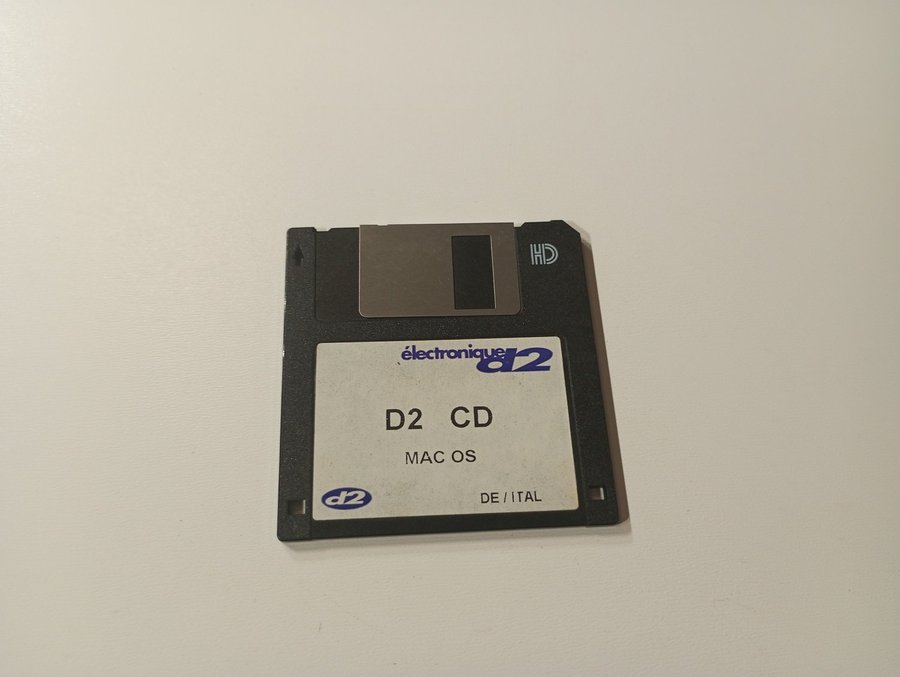 HD
électronique d2
D2 CD
MAC OS
d2
DE / ITAL